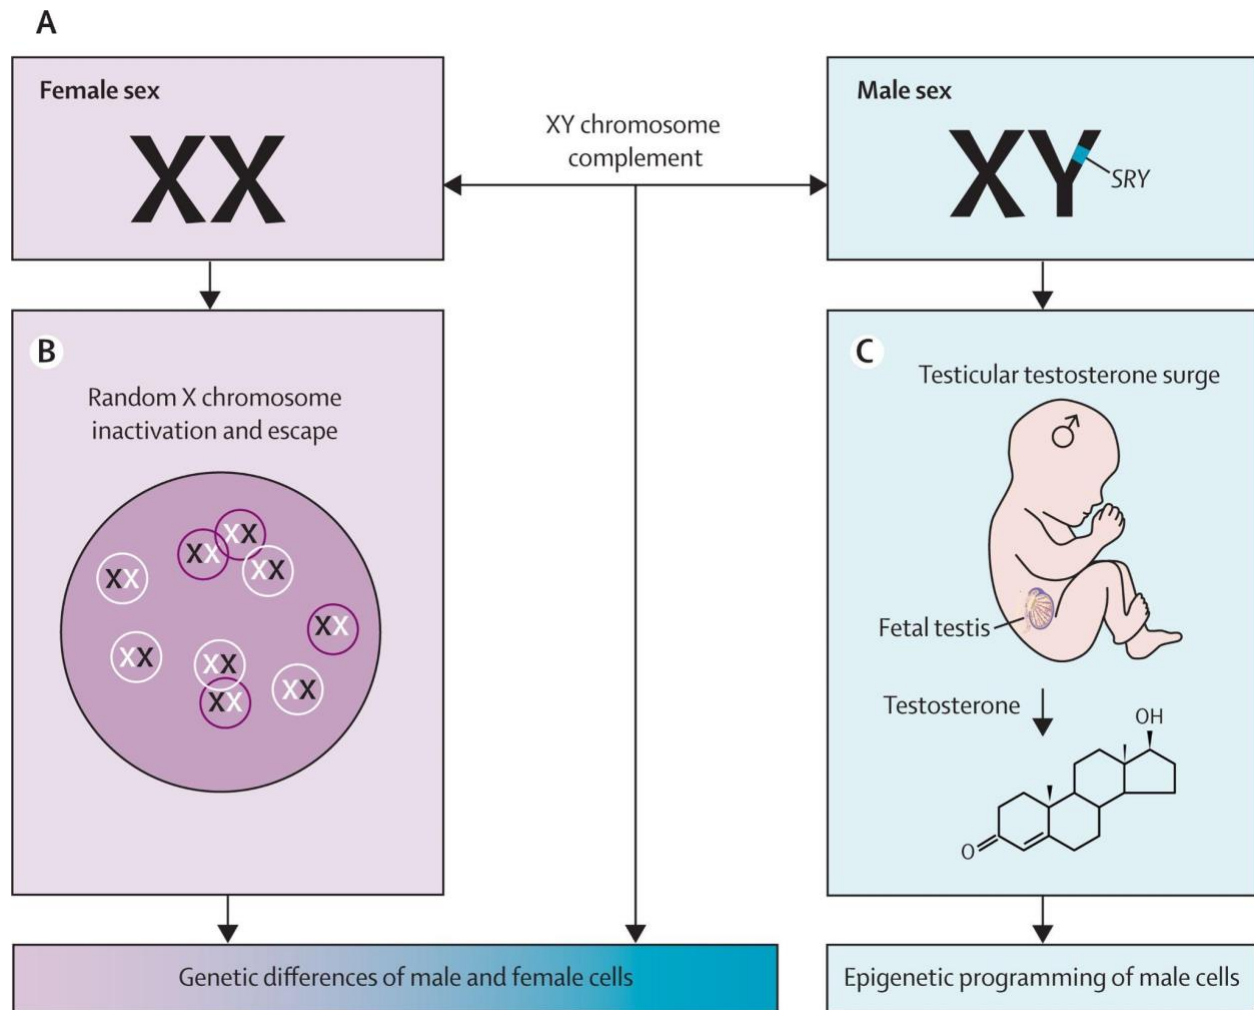 A
Female sex
XX
XY chromosome
complement
Male sex
XY
SRY
B
Random X chromosome
inactivation and escape
XX
XX
XX
XX
XX
XX
XX
XX
XX
C
Testicular testosterone surge
Fetal testis
Testosterone
OH
O
Genetic differences of male and female cells
Epigenetic programming of male cells